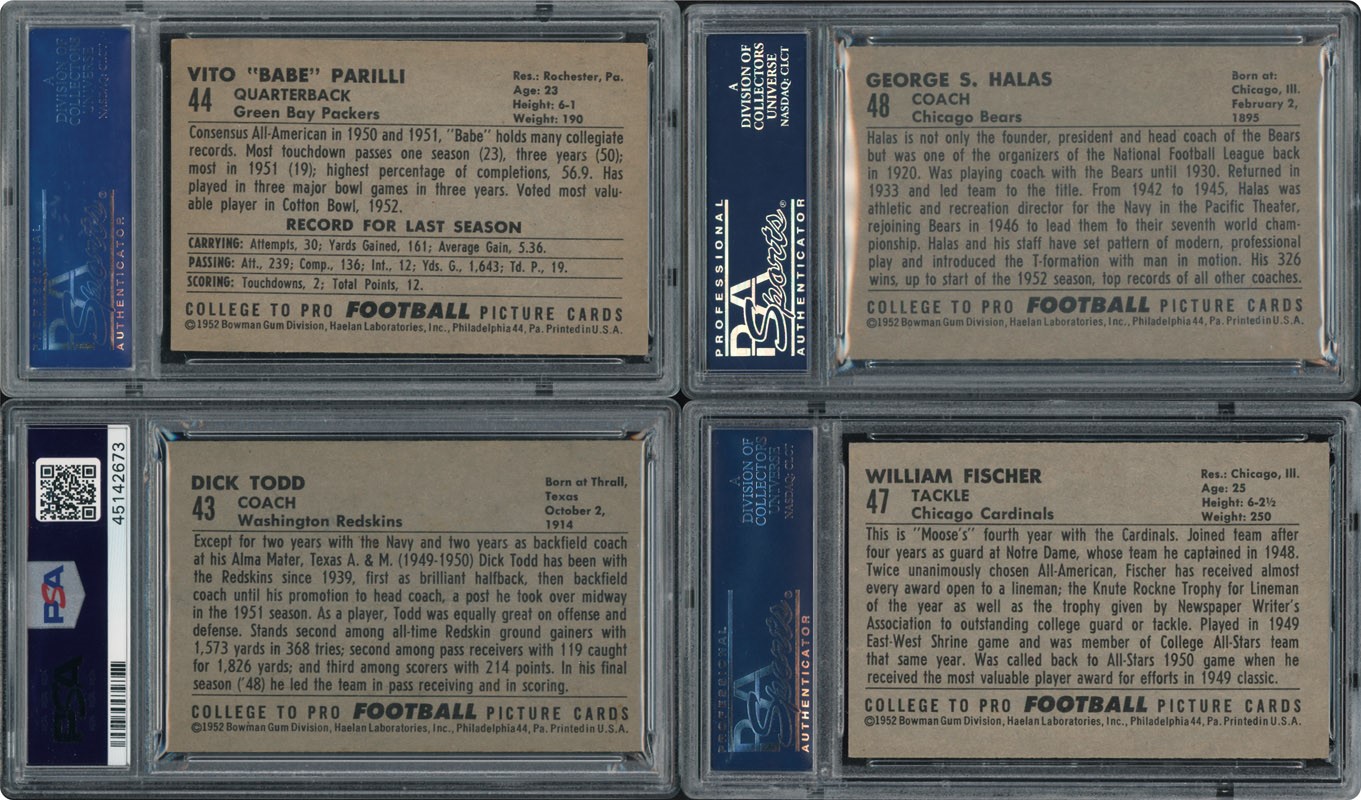 A
DIVISION OF
COLLECTORS
UNIVERSE
NASDAQ: CLCT
PROFESSIONAL
PSA
Sports®
AUTHENTICATOR
VITO "BABE" PARILLI
44
QUARTERBACK
Green Bay Packers
Res.: Rochester, Pa.
Age: 23
Height: 6-1
Weight: 190
Consensus All-American in 1950 and 1951, "Babe" holds many collegiate
records. Most touchdown passes one season (23), three years (50);
most in 1951 (19); highest percentage of completions, 56.9. Has
played in three major bowl games in three years. Voted most valu-
able player in Cotton Bowl, 1952.
RECORD FOR LAST SEASON
CARRYING: Attempts, 30; Yards Gained, 161; Average Gain, 5.36.
PASSING: Att., 239; Comp., 136; Int., 12; Yds. G., 1,643; Td. P., 19.
SCORING: Touchdowns, 2; Total Points, 12.
COLLEGE TO PRO FOOTBALL PICTURE CARDS
©1952 Bowman Gum Division, Haelan Laboratories, Inc., Philadelphia 44, Pa. Printed in U.S.A.
A
DIVISION OF
COLLECTORS
UNIVERSE
NASDAQ: CLCT
PROFESSIONAL
PSA
Sports®
AUTHENTICATOR
GEORGE S. HALAS
48
COACH
Chicago Bears
Born at:
Chicago, Ill.
February 2,
1895
Halas is not only the founder, president and head coach of the Bears
but was one of the organizers of the National Football League back
in 1920. Was playing coach with the Bears until 1930. Returned in
1933 and led team to the title. From 1942 to 1945, Halas was
athletic and recreation director for the Navy in the Pacific Theater,
rejoining Bears in 1946 to lead them to their seventh world cham-
pionship. Halas and his staff have set pattern of modern, professional
play and introduced the T-formation with man in motion. His 326
wins, up to start of the 1952 season, top records of all other coaches.
COLLEGE TO PRO FOOTBALL PICTURE CARDS
©1952 Bowman Gum Division, Haelan Laboratories, Inc., Philadelphia 44, Pa. Printed in U.S.A.
45142673
PSA
PSA
DICK TODD
43
COACH
Washington Redskins
Born at Thrall,
Texas
October 2,
1914
Except for two years with the Navy and two years as backfield coach
at his Alma Mater, Texas A. & M. (1949-1950) Dick Todd has been with
the Redskins since 1939, first as brilliant halfback, then backfield
coach until his promotion to head coach, a post he took over midway
in the 1951 season. As a player, Todd was equally great on offense and
defense. Stands second among all-time Redskin ground gainers with
1,573 yards in 368 tries; second among pass receivers with 119 caught
for 1,826 yards; and third among scorers with 214 points. In his final
season ('48) he led the team in pass receiving and in scoring.
COLLEGE TO PRO FOOTBALL PICTURE CARDS
©1952 Bowman Gum Division, Haelan Laboratories, Inc., Philadelphia 44, Pa. Printed in U.S.A.
A
DIVISION OF
COLLECTORS
UNIVERSE
NASDAQ: CLCT
PROFESSIONAL
PSA
Sports®
AUTHENTICATOR
WILLIAM FISCHER
47
TACKLE
Chicago Cardinals
Res.: Chicago, Ill.
Age: 25
Height: 6-2½
Weight: 250
This is "Moose's" fourth year with the Cardinals. Joined team after
four years as guard at Notre Dame, whose team he captained in 1948.
Twice unanimously chosen All-American, Fischer has received almost
every award open to a lineman; the Knute Rockne Trophy for Lineman
of the year as well as the trophy given by Newspaper Writer's
Association to outstanding college guard or tackle. Played in 1949
East-West Shrine game and was member of College All-Stars team
that same year. Was called back to All-Stars 1950 game when he
received the most valuable player award for efforts in 1949 classic.
COLLEGE TO PRO FOOTBALL PICTURE CARDS
©1952 Bowman Gum Division, Haelan Laboratories, Inc., Philadelphia 44, Pa. Printed in U.S.A.